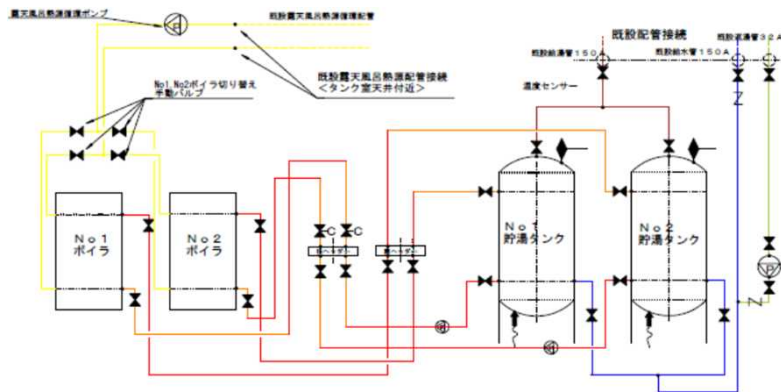 露天風呂熱源循環ポンプ
既設露天風呂熱源循環配管
既設露天風呂熱源配管接続
<タンク室天井付近>
No1,No2ボイラ切り替え
手動バルブ
既設配管接続
既設給湯管150A
既設給水管150A
既設返湯管32A
温度センサー
No1
ボイラ
No2
ボイラ
No1
貯湯タンク
No2
貯湯タンク